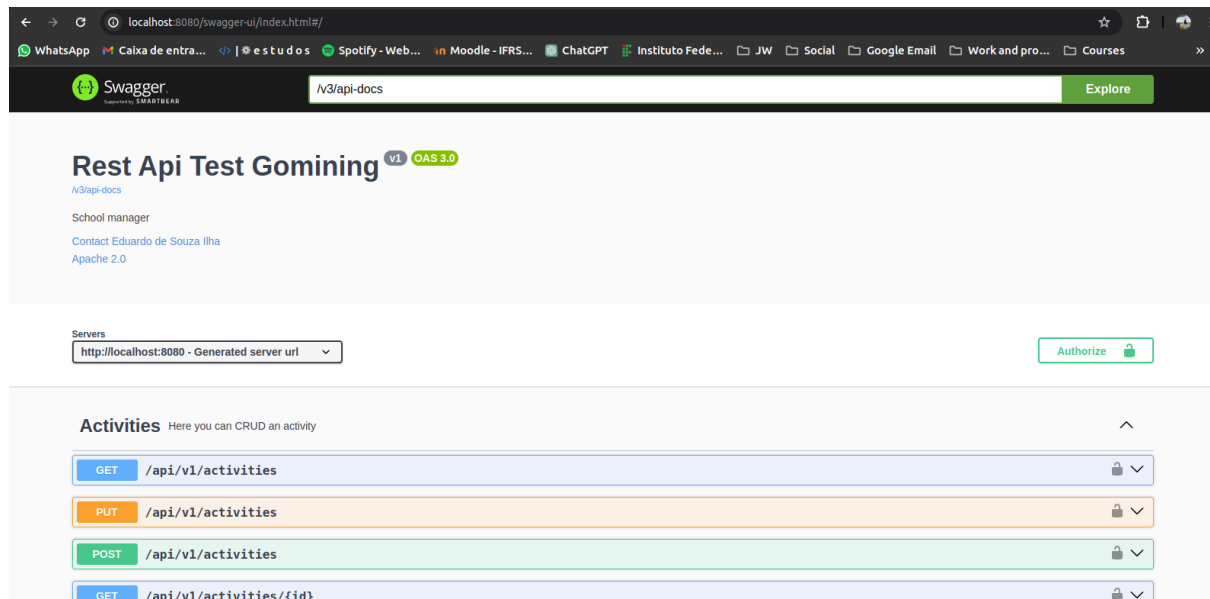 localhost:8080/swagger-ui/index.html#/
WhatsApp Caixa de entra... </> | e s t u d o s Spotify - Web... Moodle - IFRS... ChatGPT Instituto Fede... JW Social Google Email Work and pro... Courses »
Swagger. /v3/api-docs Explore
Supported by SMARTBEAR
Rest Api Test Gomining v1 OAS 3.0
/v3/api-docs
School manager
Contact Eduardo de Souza Ilha
Apache 2.0
Servers
http://localhost:8080 - Generated server url Authorize
Activities Here you can CRUD an activity
GET /api/v1/activities
PUT /api/v1/activities
POST /api/v1/activities
GET /api/v1/activities/{id}